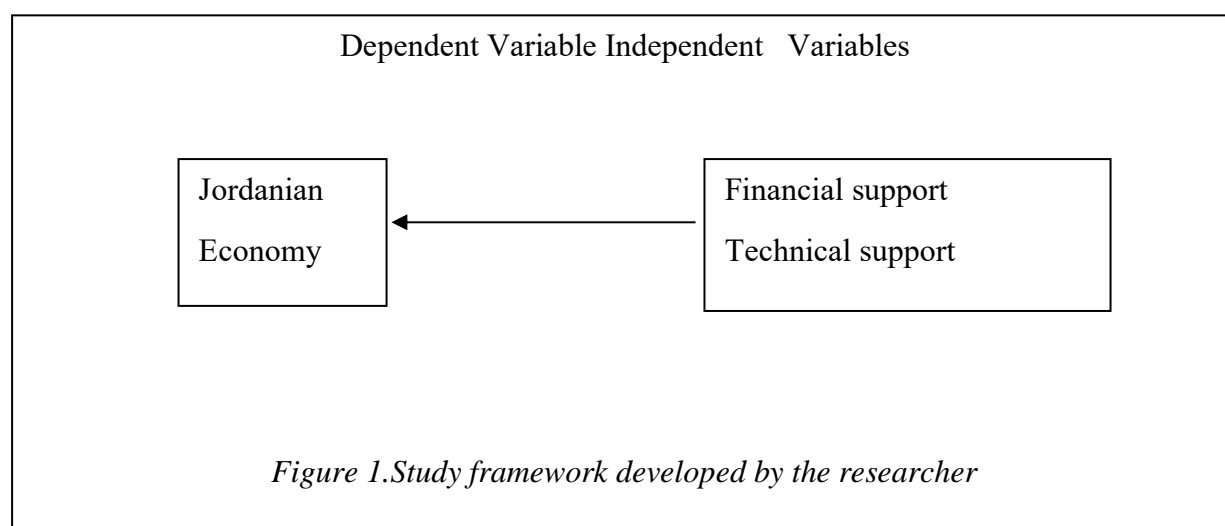 Dependent Variable Independent Variables
Jordanian
Economy
Financial support
Technical support
Figure 1.Study framework developed by the researcher